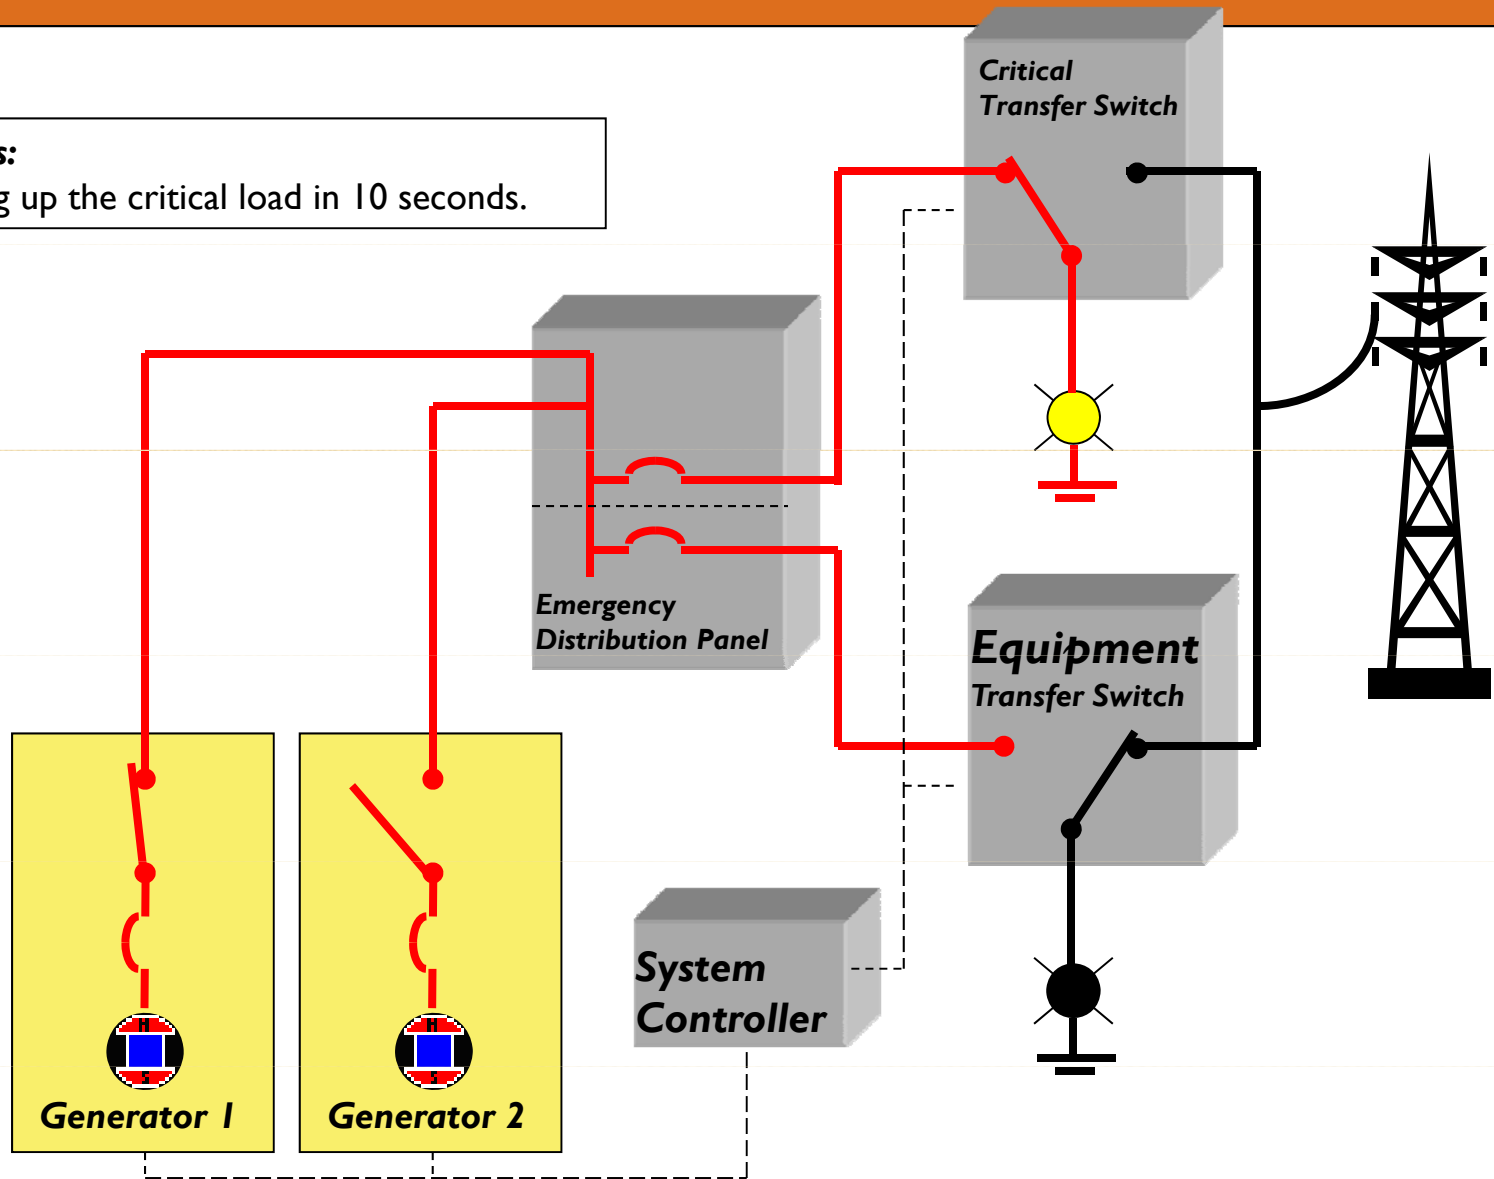 Critical
Transfer Switch
s:
g up the critical load in 10 seconds.
Emergency
Distribution Panel
Equipment
Transfer Switch
System
Controller
N
S
Generator 1
N
S
Generator 2